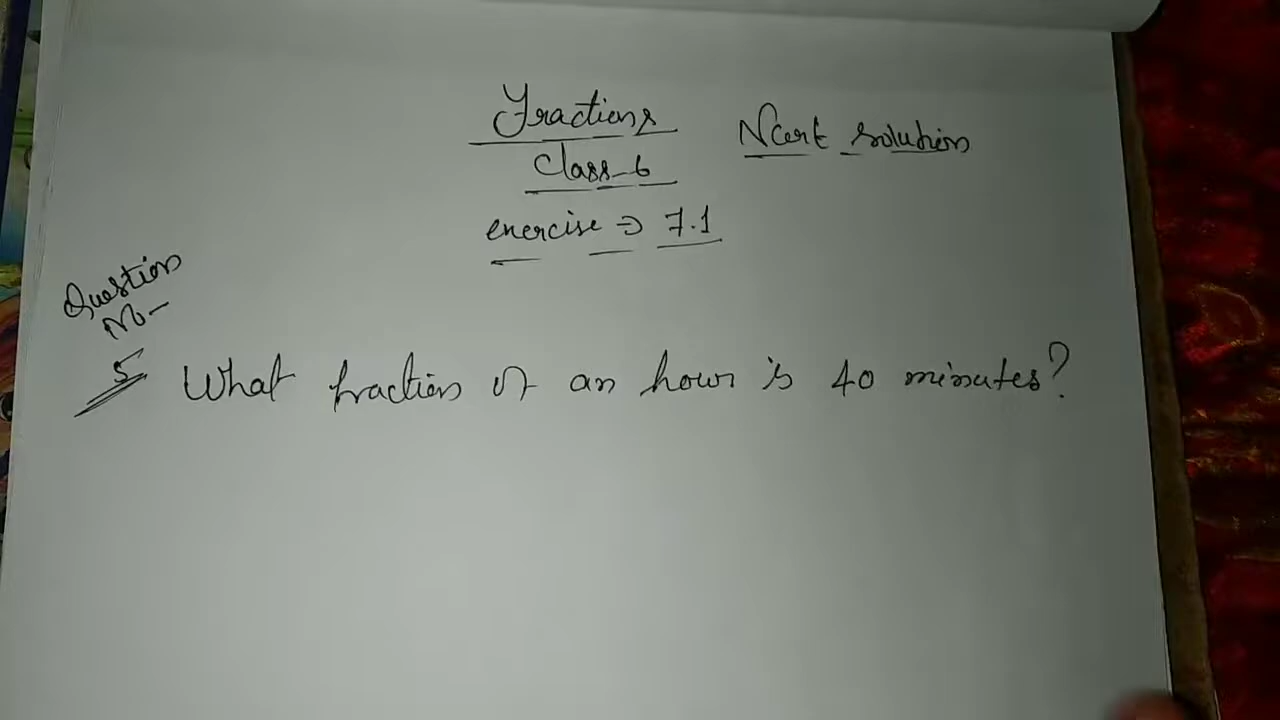 Fractions
Ncert solution
Class-6
exercise ⇒ 7.1
Question
No-
5 What fraction of an hour is 40 minutes?